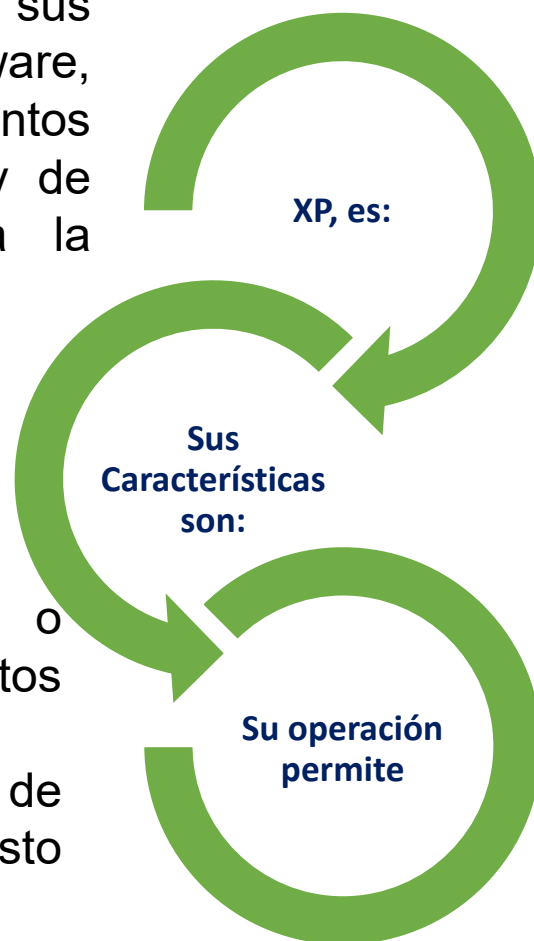 sus
ware,
ntos
y de
a la
o
tos
de
sto
XP, es:
Sus
Características
son:
Su operación
permite